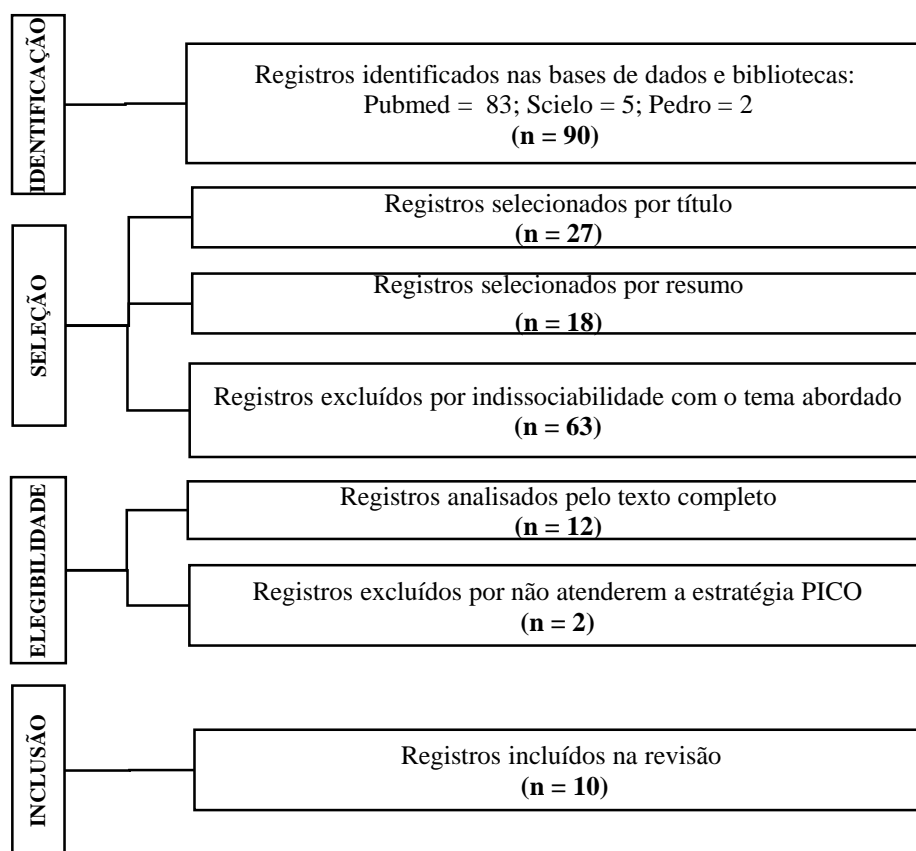 IDENTIFICAÇÃO
Registros identificados nas bases de dados e bibliotecas:
Pubmed = 83; Scielo = 5; Pedro = 2
(n = 90)
SELEÇÃO
Registros selecionados por título
(n = 27)
Registros selecionados por resumo
(n = 18)
Registros excluídos por indissociabilidade com o tema abordado
(n = 63)
ELEGIBILIDADE
Registros analisados pelo texto completo
(n = 12)
Registros excluídos por não atenderem a estratégia PICO
(n = 2)
INCLUSÃO
Registros incluídos na revisão
(n = 10)